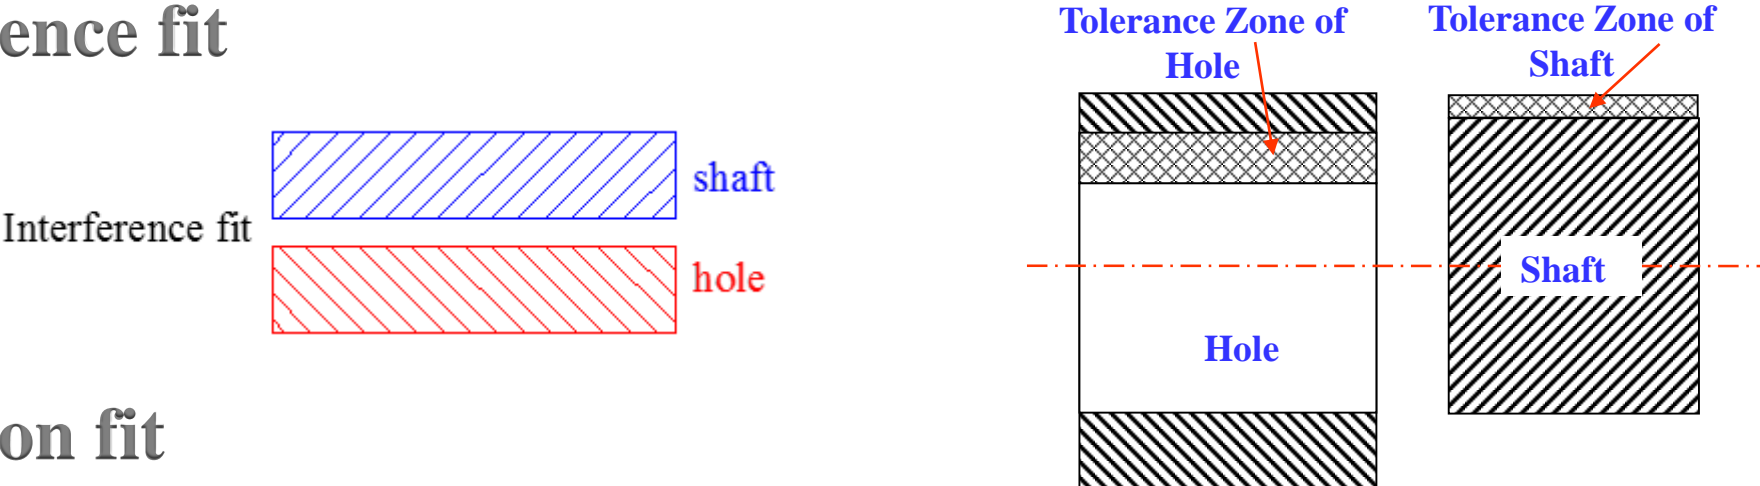 ence fit
Tolerance Zone of
Hole
Tolerance Zone of
Shaft
shaft
Interference fit
hole
Shaft
Hole
on fit